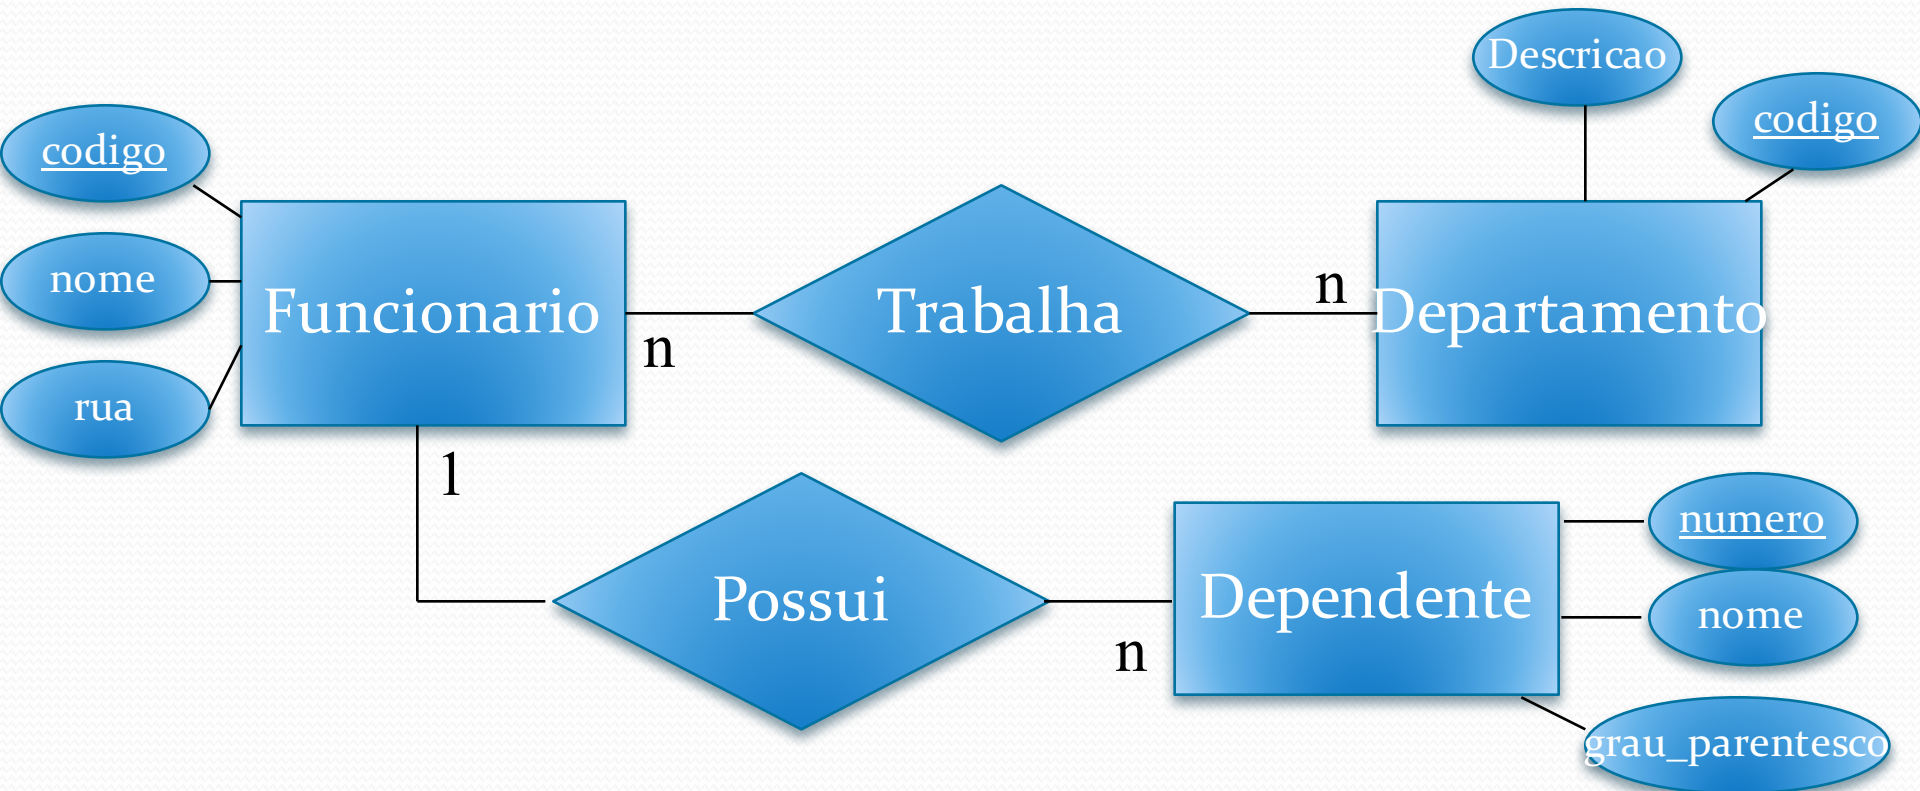 Descricao
codigo
codigo
nome
Funcionario
Trabalha
n
Departamento
n
rua
1
Possui
n
Dependente
numero
nome
grau_parentesco